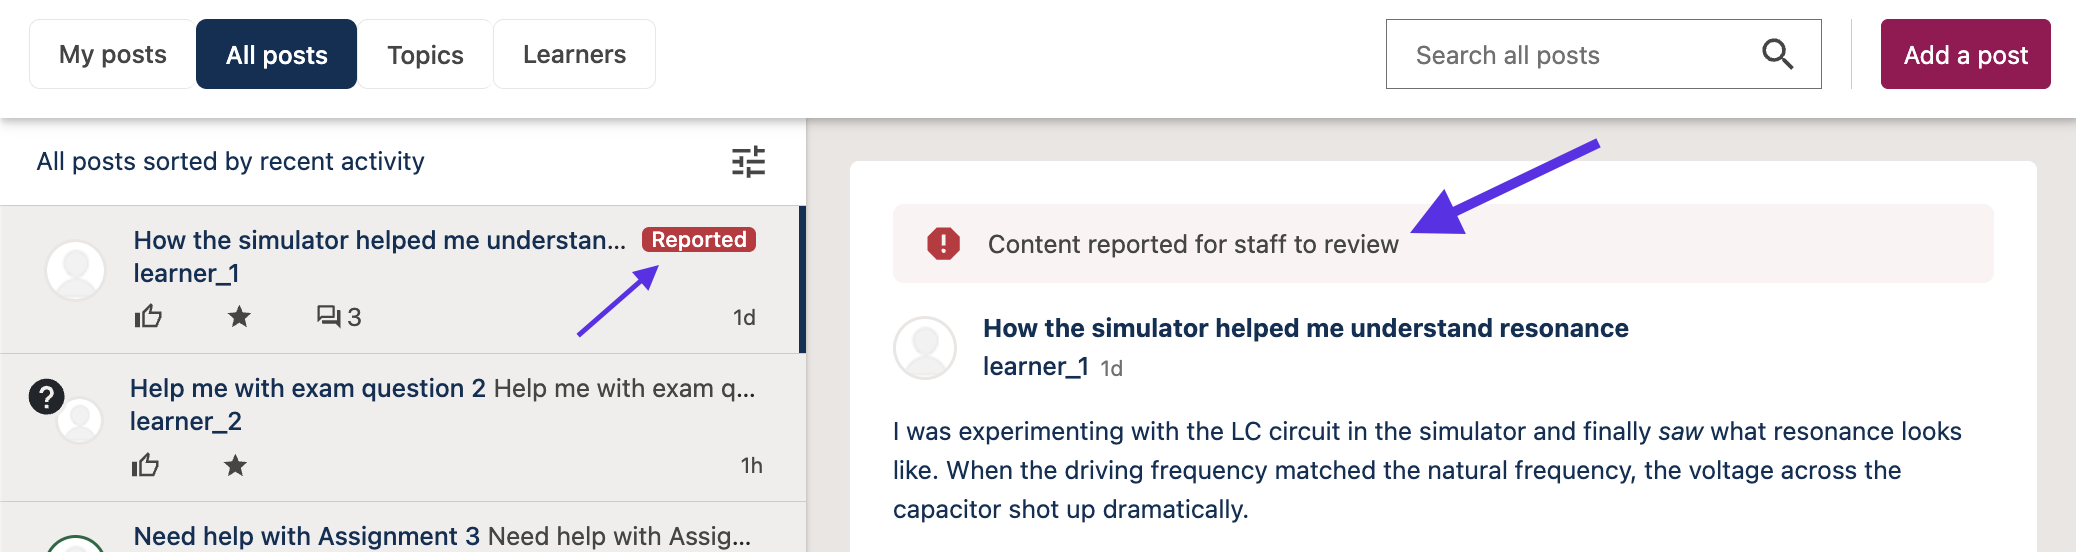 My posts
All posts
Topics
Learners
Search all posts
Add a post
All posts sorted by recent activity
How the simulator helped me understan... Reported
learner_1
3
1d
? Help me with exam question 2 Help me with exam q...
learner_2
1h
Need help with Assignment 3 Need help with Assig...
! Content reported for staff to review
How the simulator helped me understand resonance
learner_1 1d
I was experimenting with the LC circuit in the simulator and finally saw what resonance looks
like. When the driving frequency matched the natural frequency, the voltage across the
capacitor shot up dramatically.